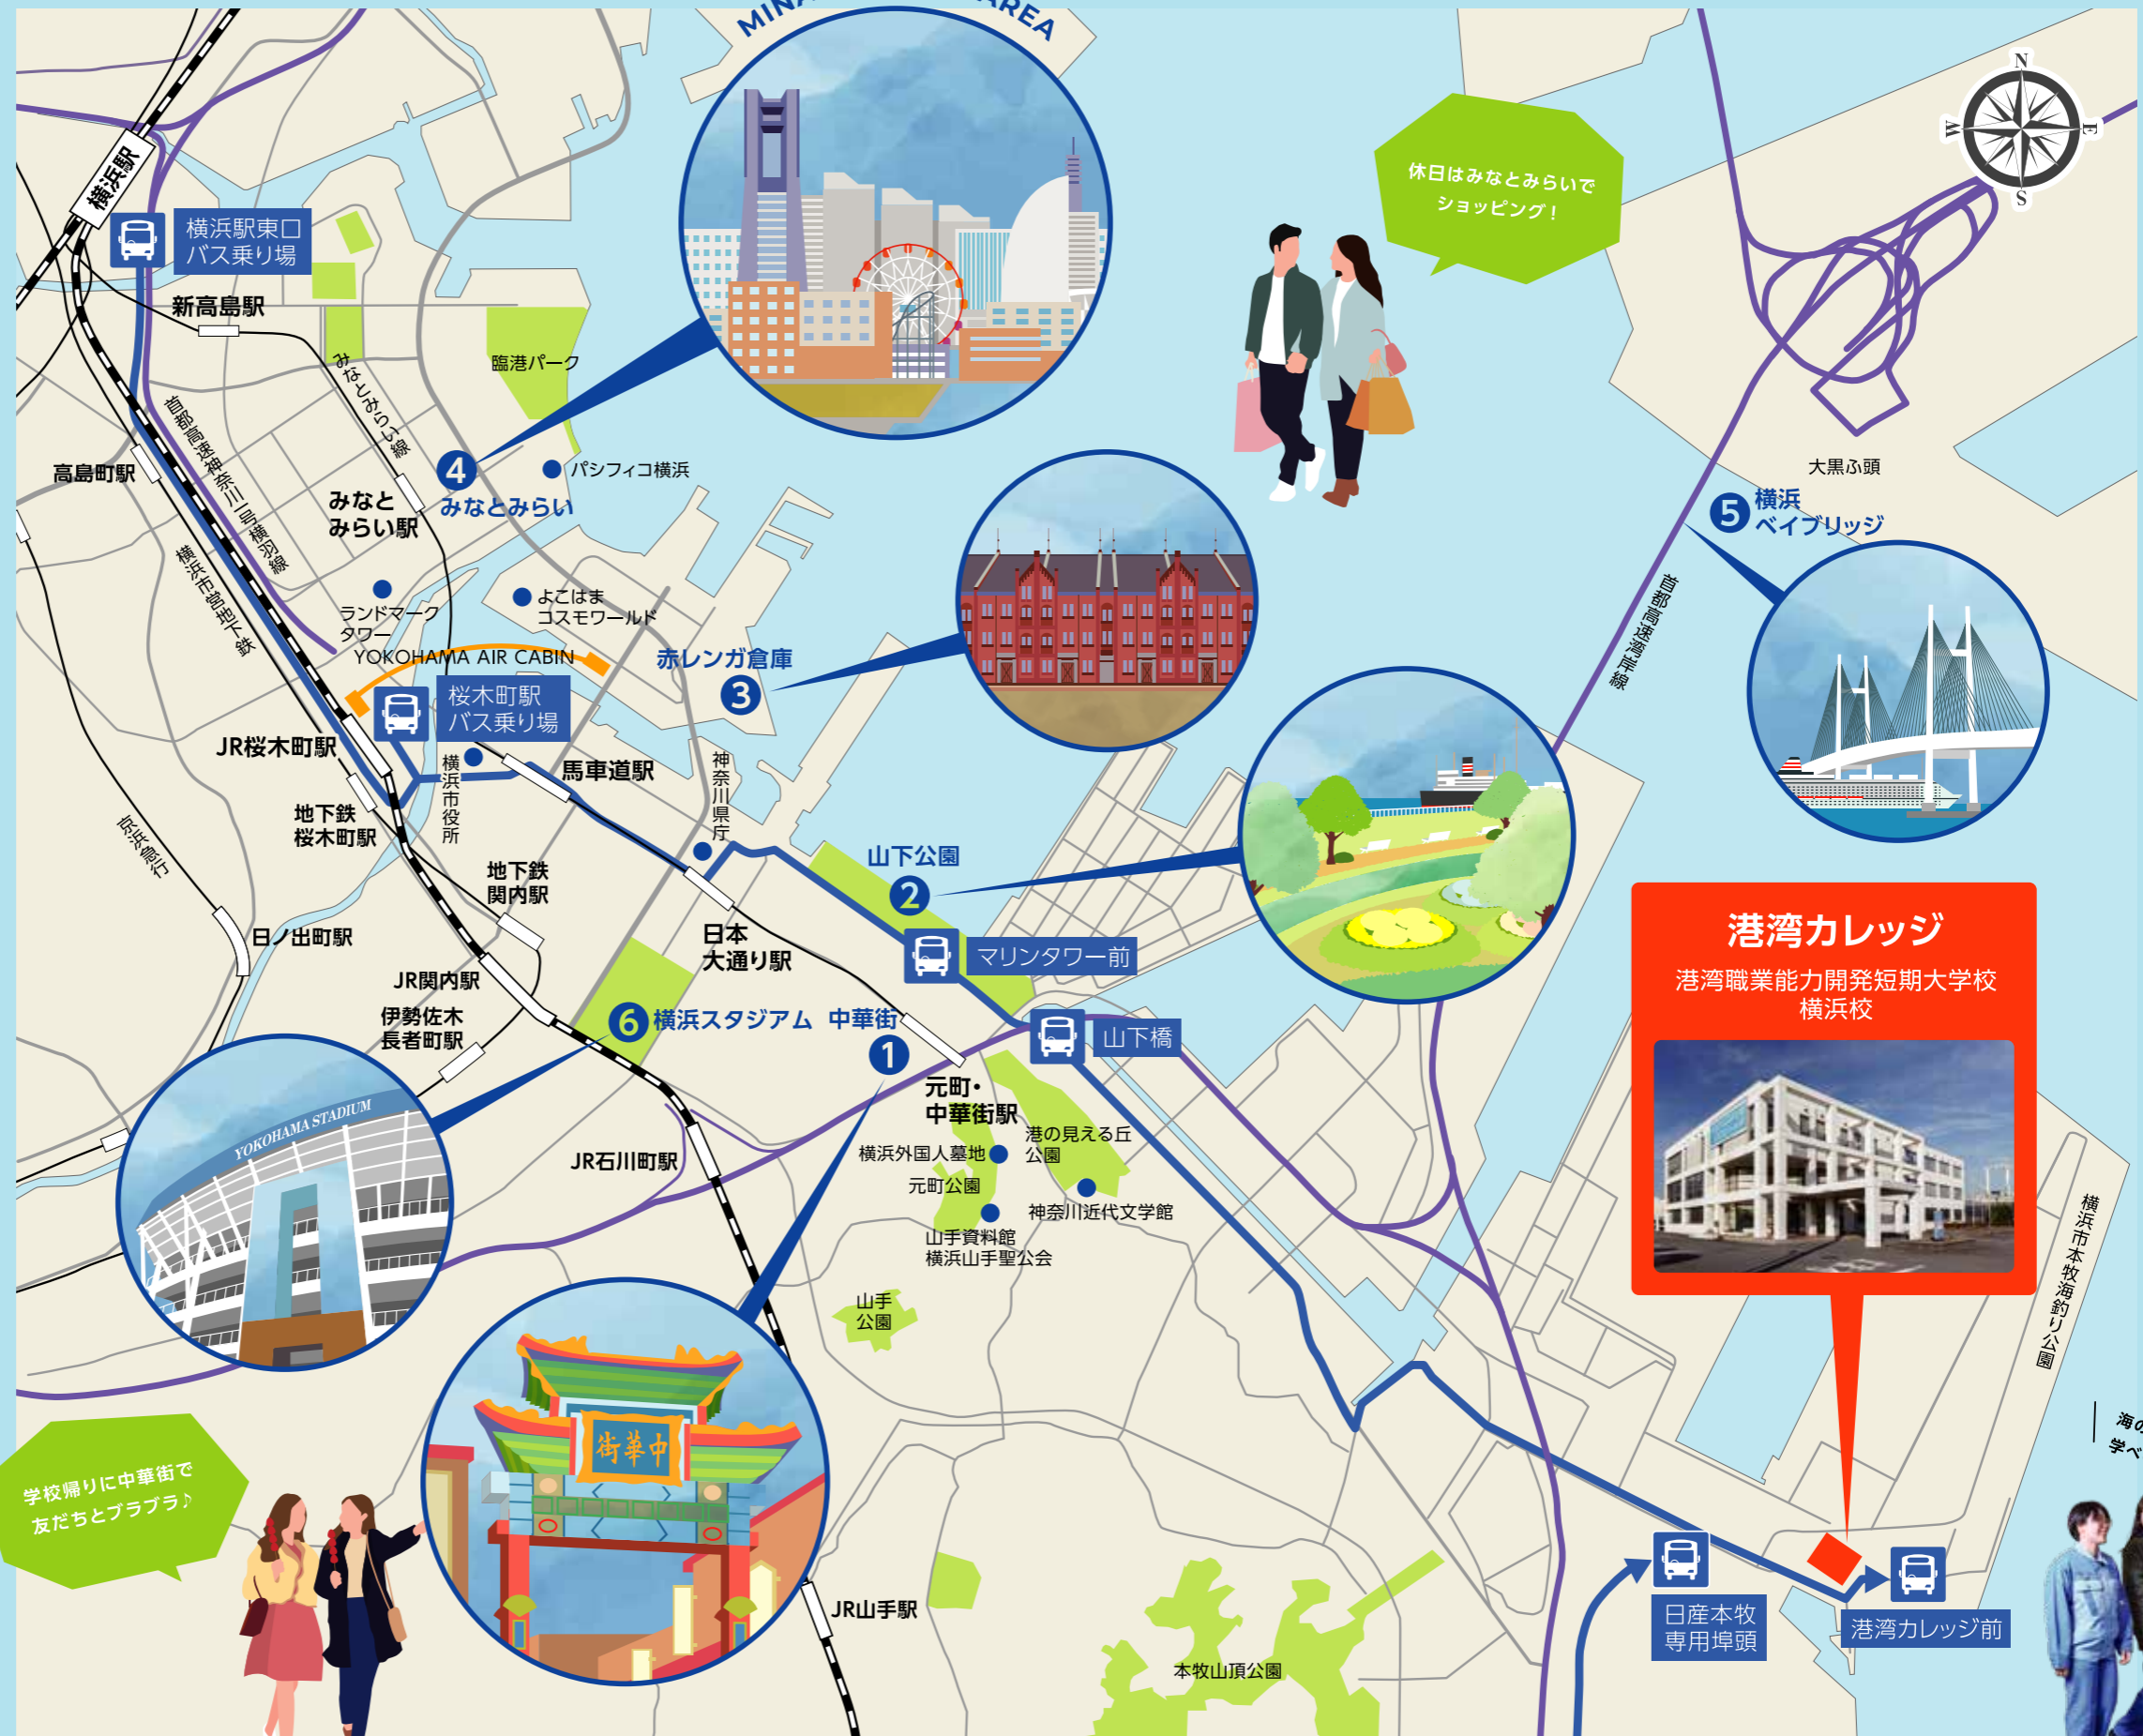 横浜駅
横浜駅東口
バス乗り場
新高島駅
みなとみらい線
臨港パーク
首都高速神奈川一号横羽線
高島町駅
みなと
みらい駅
4
みなとみらい
パシフィコ横浜
横浜市営地下鉄
ランドマーク
タワー
よこはま
コスモワールド
YOKOHAMA AIR CABIN
赤レンガ倉庫
3
桜木町駅
バス乗り場
JR桜木町駅
横浜市役所
馬車道駅
神奈川県庁
地下鉄
桜木町駅
京浜急行
地下鉄
関内駅
日ノ出町駅
JR関内駅
伊勢佐木
長者町駅
日本
大通り駅
山下公園
2
マリンタワー前
山下橋
6
横浜スタジアム
中華街
1
元町・
中華街駅
港の見える丘
公園
横浜外国人墓地
元町公園
神奈川近代文学館
山手資料館
横浜山手聖公会
JR石川町駅
YOKOHAMA STADIUM
山手
公園
街華中
JR山手駅
本牧山頂公園
学校帰りに中華街で
友だちとブラブラ♪
休日はみなとみらいで
ショッピング!
N
W
E
S
大黒ふ頭
5
横浜
ベイブリッジ
首都高速湾岸線
港湾カレッジ
港湾職業能力開発短期大学校
横浜校
横浜市本牧海釣り公園
日産本牧
専用埠頭
港湾カレッジ前
海の
学べ